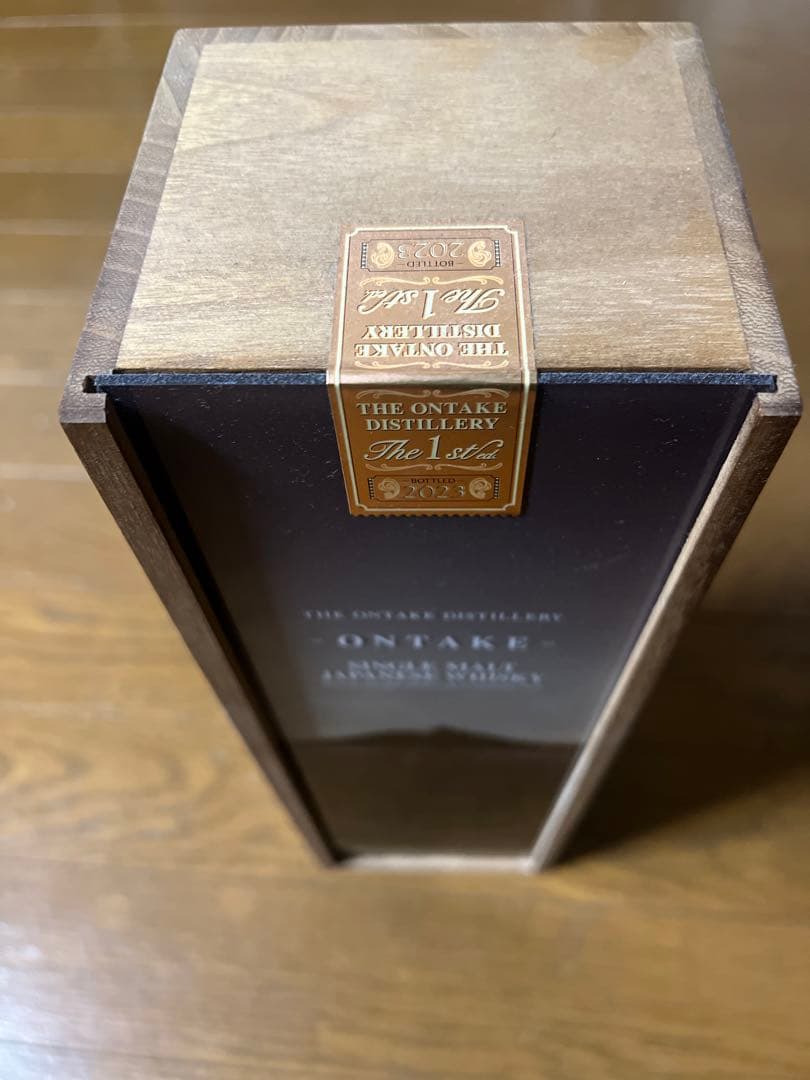 BOTTLED
2023
The 1st ed.
THE ONTAKE
DISTILLERY
THE ONTAKE
DISTILLERY
The 1st ed.
BOTTLED
2023
THE ONTAKE DISTILLERY
- ONTAKE -
SINGLE MALT
JAPANESE WHISKY